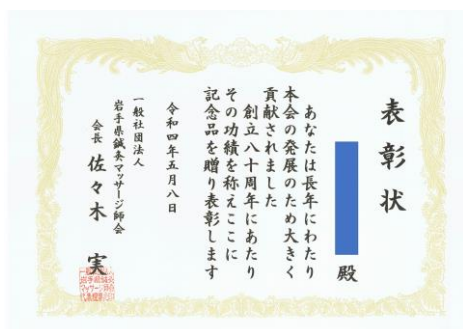 表彰状
殿
あなたは長年にわたり
本会の発展のため大きく
貢献されました
創立八十周年にあたり
その功績を称えここに
記念品を贈り表彰します
令和四年五月八日
一般社団法人
岩手県鍼灸マッサージ師会
会長 佐々木 実